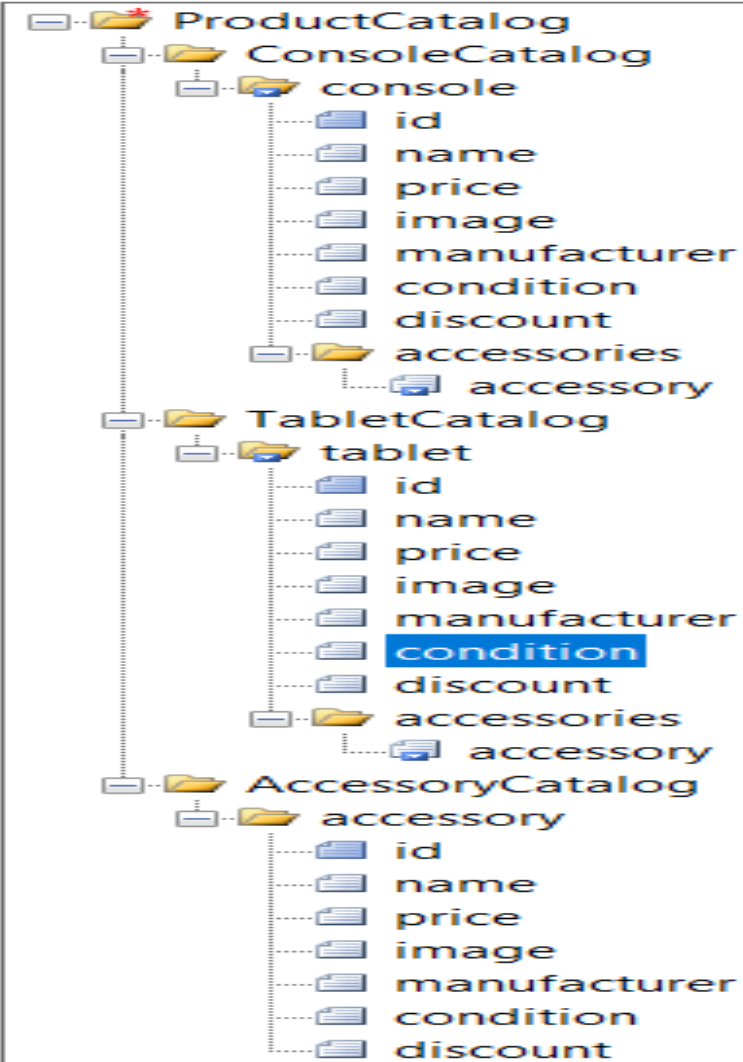 ProductCatalog
ConsoleCatalog
console
id
name
price
image
manufacturer
condition
discount
accessories
accessory
TabletCatalog
tablet
id
name
price
image
manufacturer
condition
discount
accessories
accessory
AccessoryCatalog
accessory
id
name
price
image
manufacturer
condition
discount